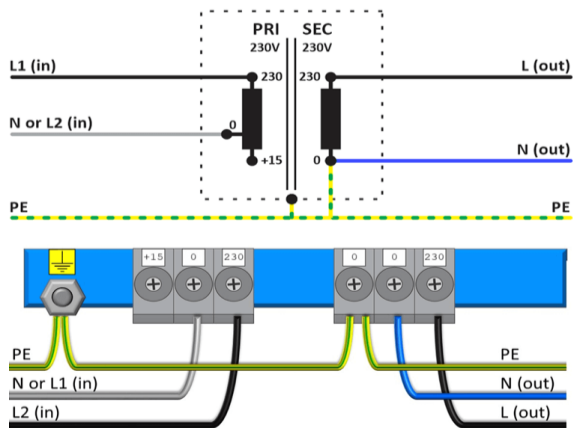 PRI SEC
230V 230V
L1 (in) 230 230 L (out)
N or L2 (in) 0
+15 0 N (out)
PE PE
+15 0 230 0 0 230
PE PE
N or L1 (in) N (out)
L2 (in) L (out)